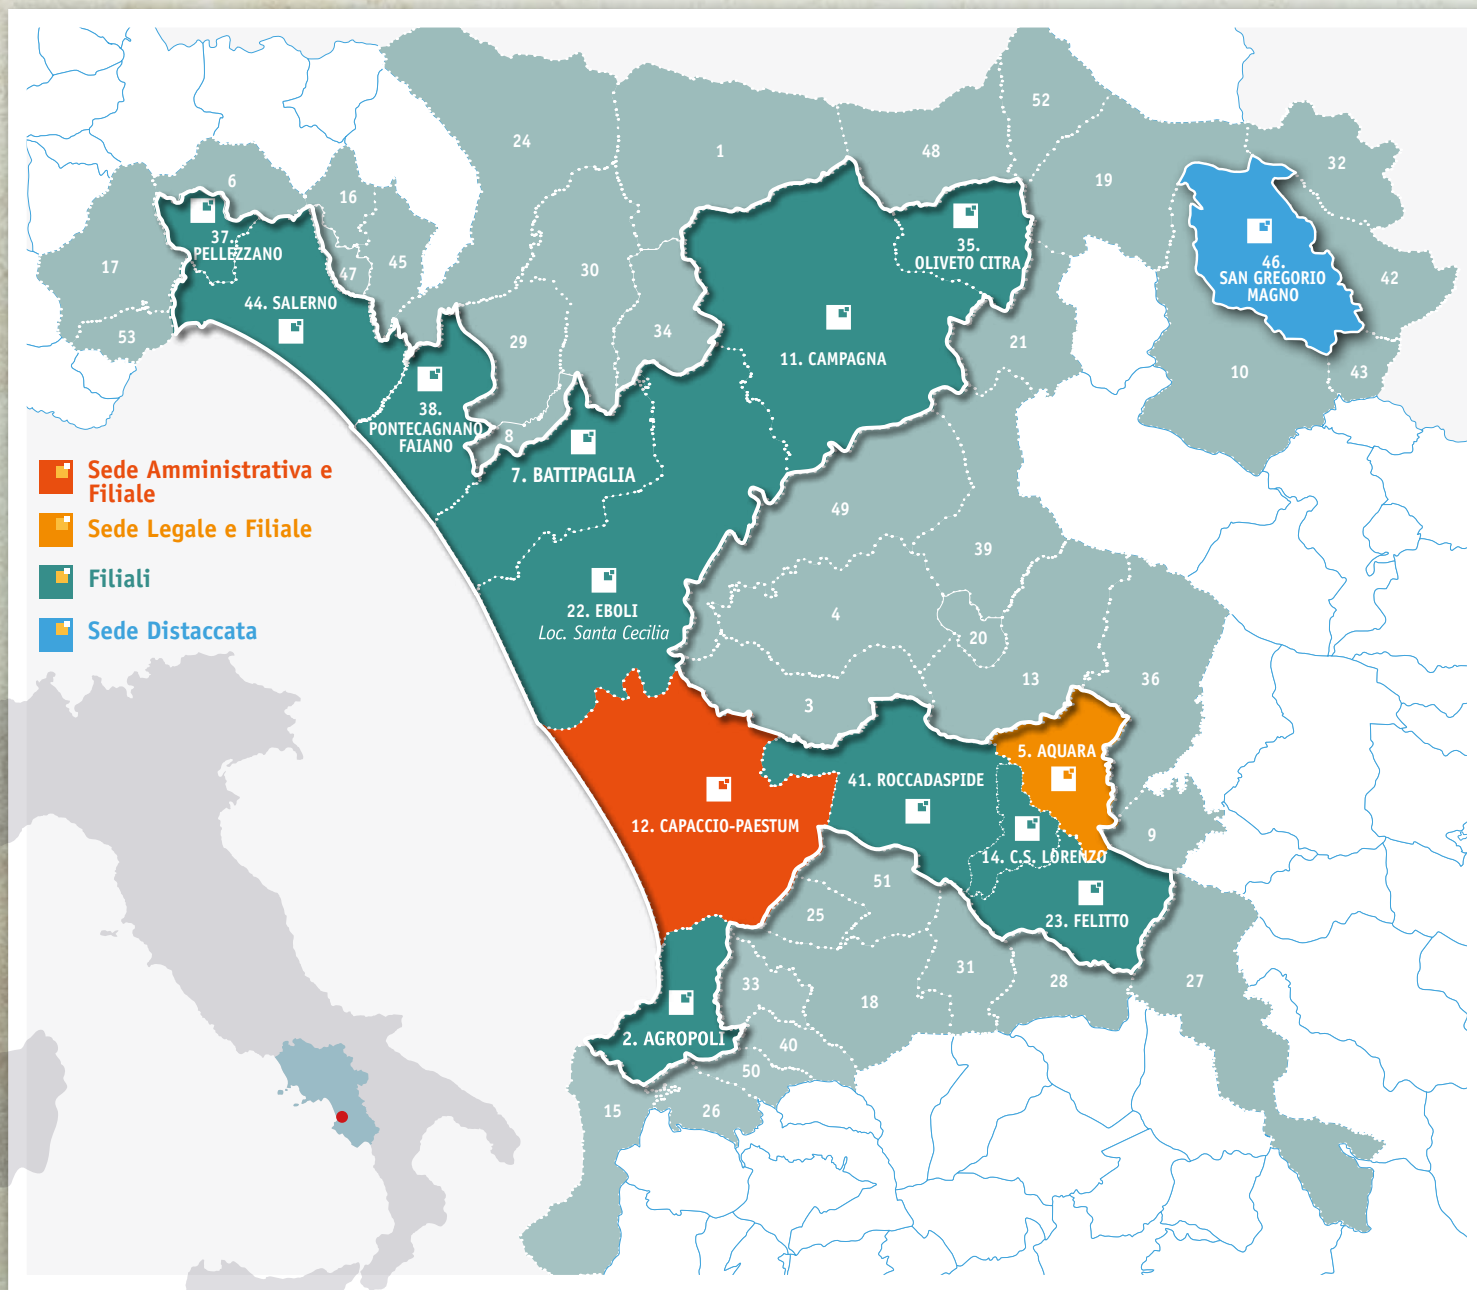 52
24
1
48
32
19
6
16
37.
PELLEZZANO
35.
OLIVETO CITRA
17
47
45
30
46.
SAN GREGORIO
MAGNO
42
44. SALERNO
53
29
34
11. CAMPAGNA
21
10
43
38.
PONTECAGNANO
FAIANO
8
7. BATTIPAGLIA
Sede Amministrativa e
Filiale
Sede Legale e Filiale
Filiali
Sede Distaccata
49
39
22. EBOLI
Loc. Santa Cecilia
4
20
13
36
3
5. AQUARA
41. ROCCADASPIDE
12. CAPACCIO-PAESTUM
9
14. C.S. LORENZO
51
25
23. FELITTO
31
28
27
33
18
2. AGROPOLI
40
50
15
26